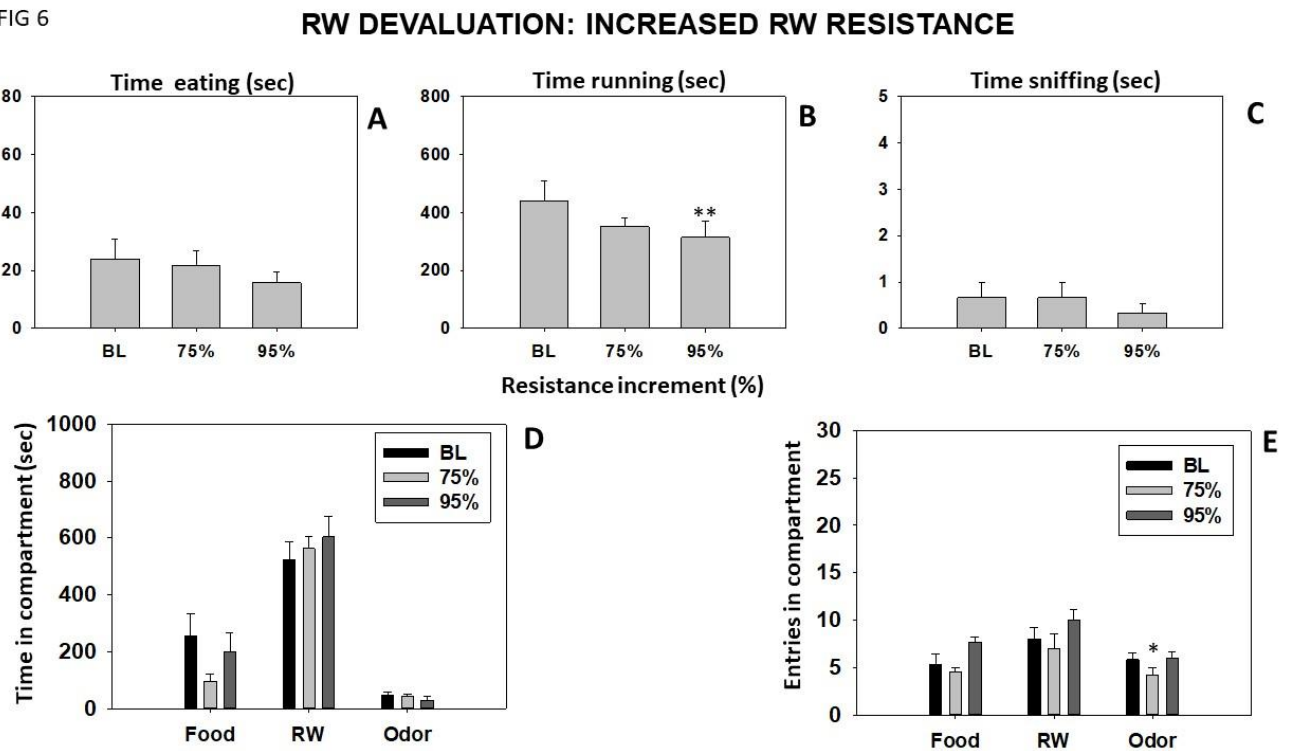 FIG 6
RW DEVALUATION: INCREASED RW RESISTANCE
Time eating (sec)
80
60
40
20
0
BL 75% 95%
A
Time running (sec)
800
600
400
200
0
**
BL 75% 95%
B
Time sniffing (sec)
5
4
3
2
1
0
BL 75% 95%
C
Resistance increment (%)
Time in compartment (sec)
1000
800
600
400
200
0
BL
75%
95%
Food RW Odor
D
Entries in compartment
30
25
20
15
10
5
0
BL
75%
95%
*
Food RW Odor
E